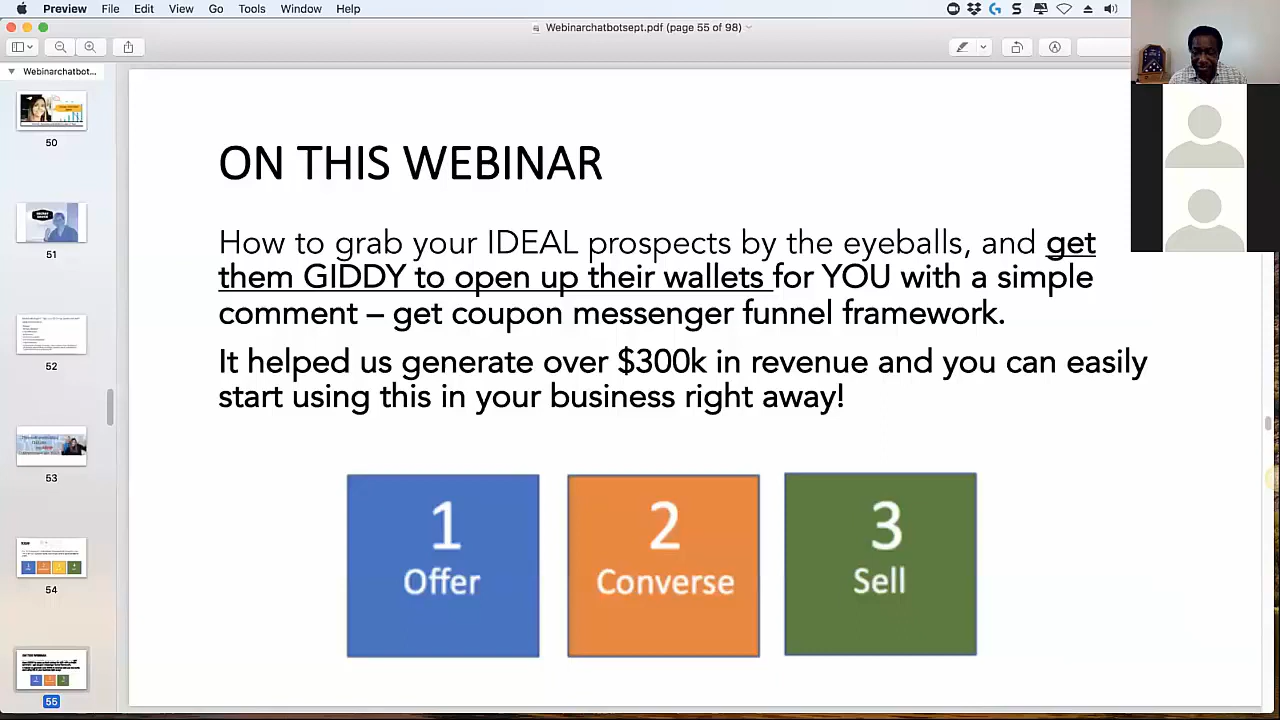 Preview File Edit View Go Tools Window Help
Webinarchatbotsept.pdf (page 55 of 98)
Webinarchatbot...
50
51
52
53
54
55
ON THIS WEBINAR
How to grab your IDEAL prospects by the eyeballs, and get
them GIDDY to open up their wallets for YOU with a simple
comment – get coupon messenger funnel framework.
It helped us generate over $300k in revenue and you can easily
start using this in your business right away!
1
Offer
2
Converse
3
Sell